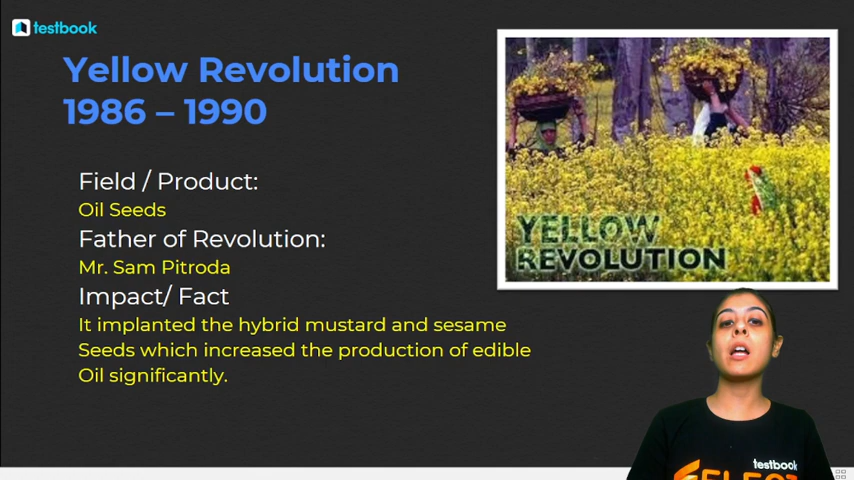 testbook
Yellow Revolution
1986 – 1990
Field / Product:
Oil Seeds
Father of Revolution:
Mr. Sam Pitroda
Impact/ Fact
It implanted the hybrid mustard and sesame
Seeds which increased the production of edible
Oil significantly.
YELLOW
REVOLUTION
testbook
SELECT